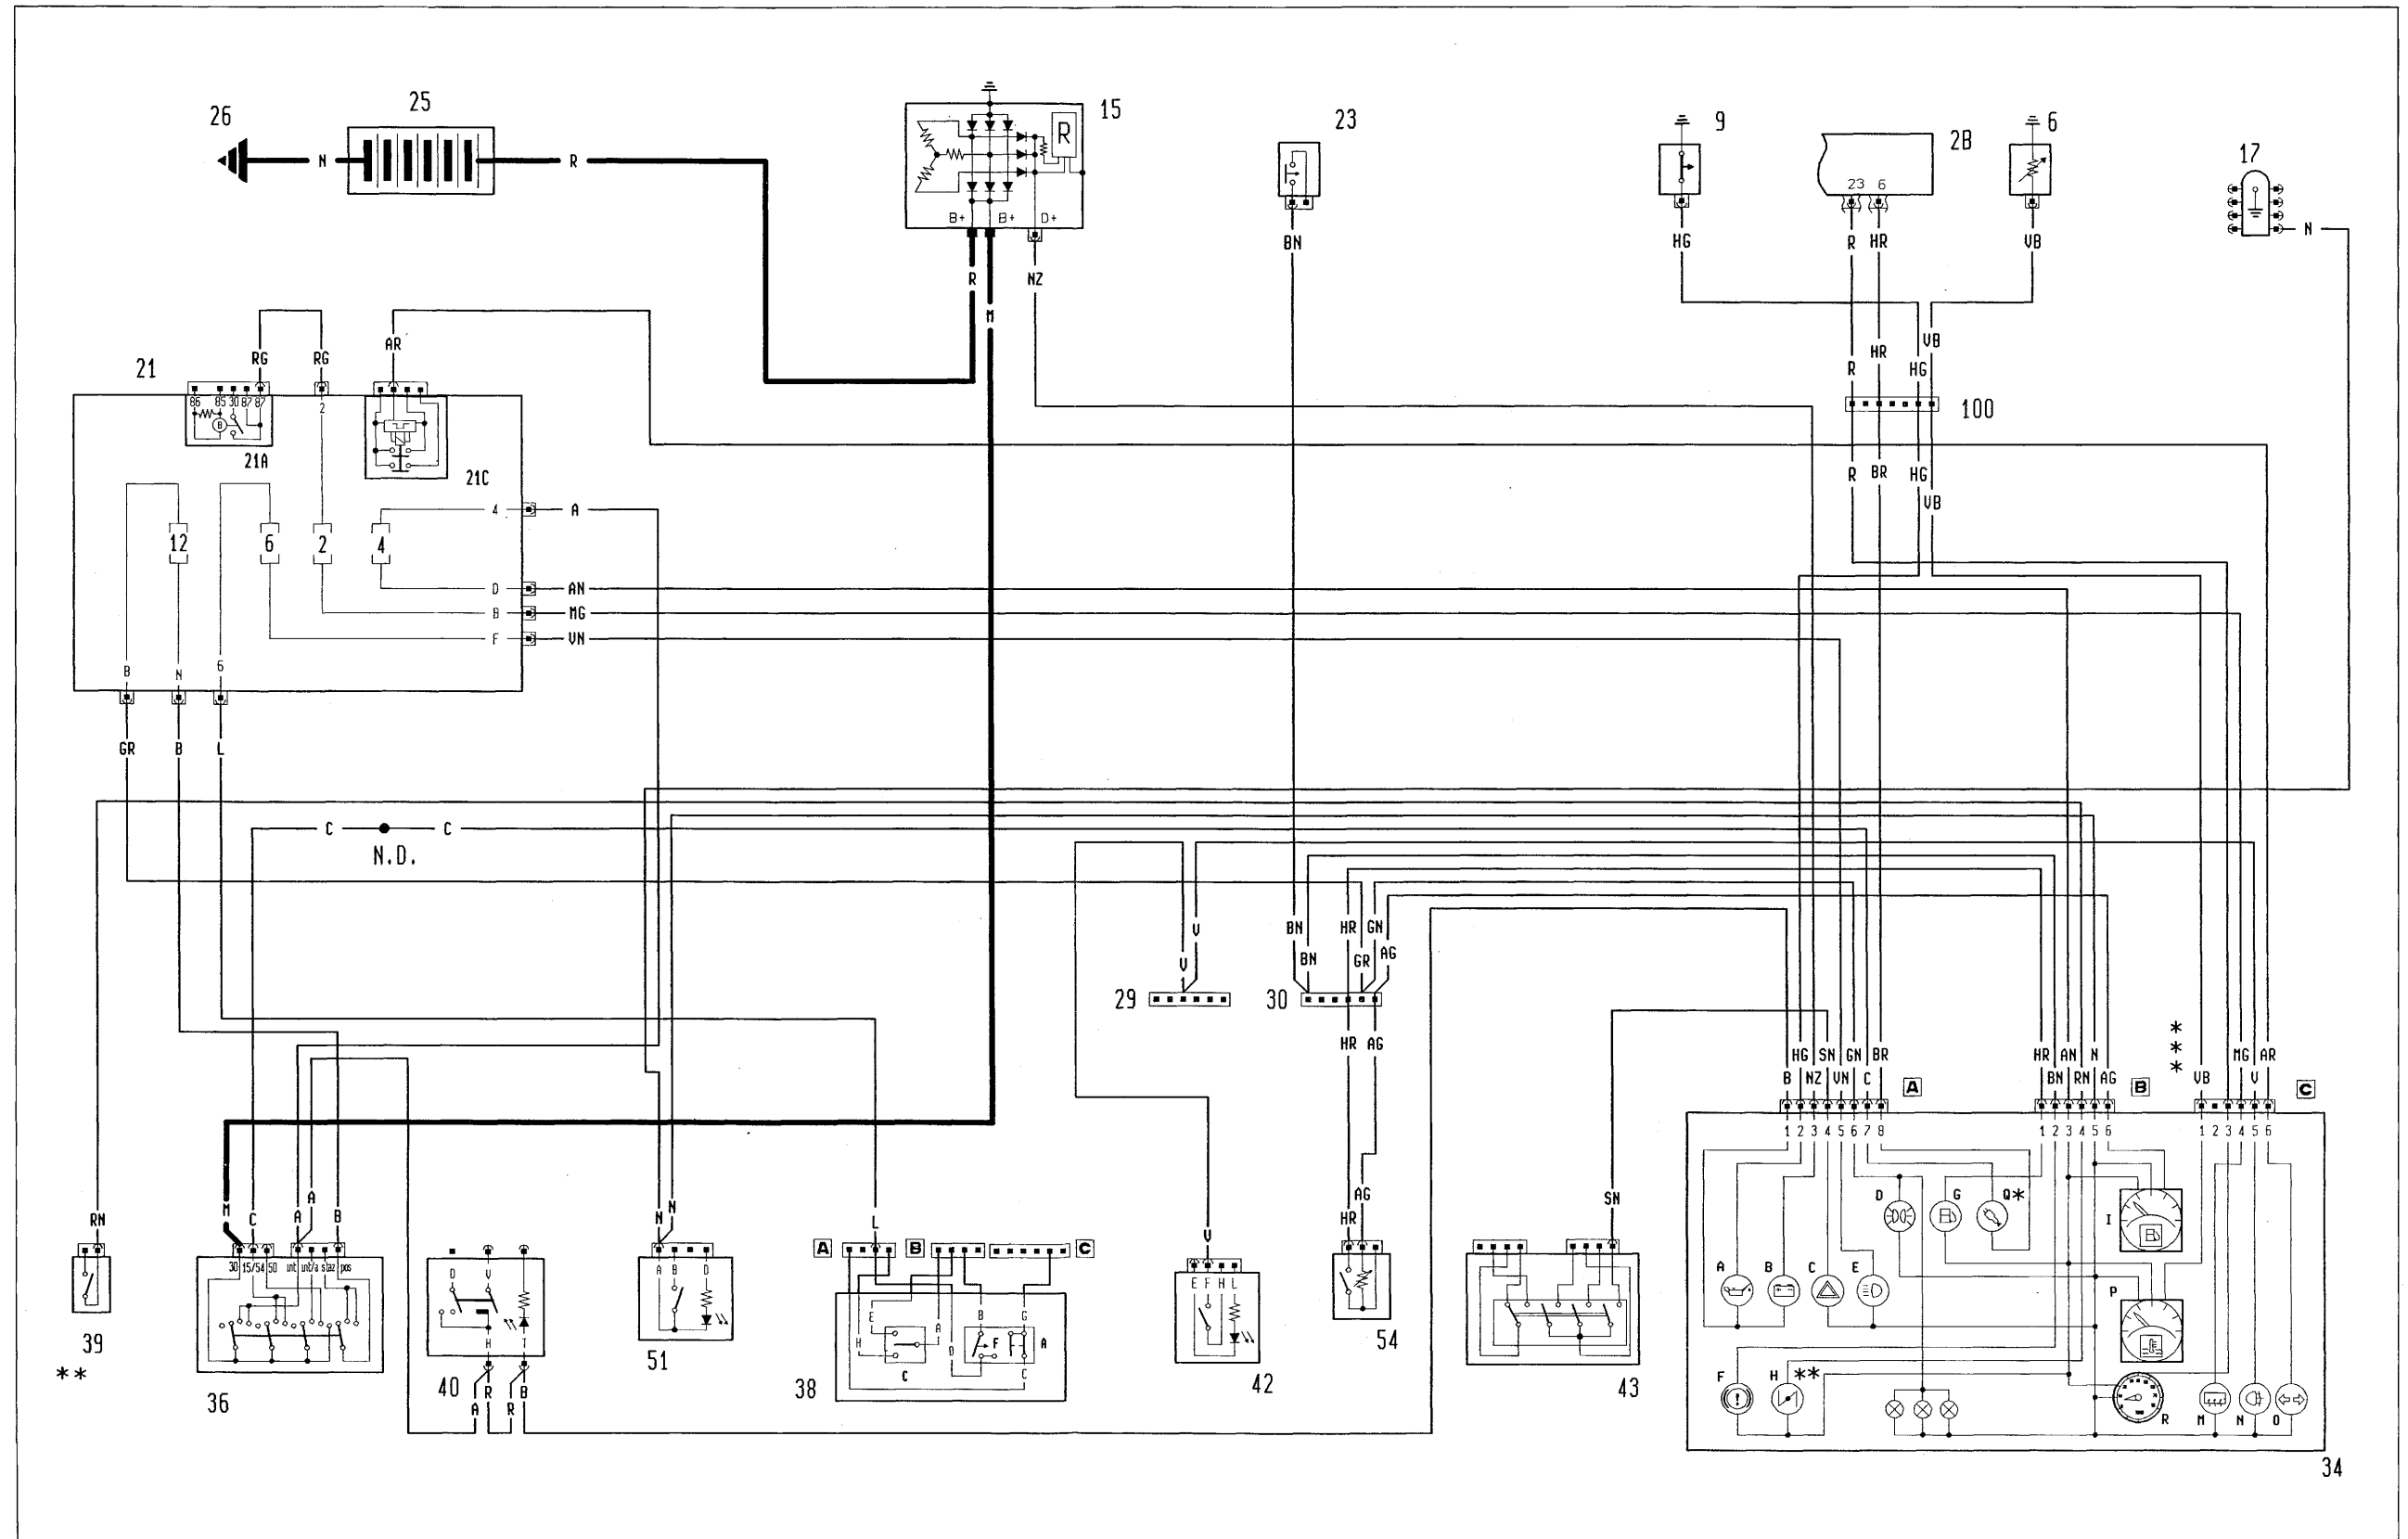 26
25
15
23
9
2B
6
17
N
R
R
B+ B+ D+
23 6
N
BN
HG
R HR
VB
R
NZ
M
21
RG RG
AR
HR
VB
R
HG
100
86 85 30 87 87
B
2
21A
21C
R BR HG
VB
4
A
12 6 2 4
D
AN
B
MG
F
VN
B N 6
GR B L
C C
N.D.
V
V
BN HR GN
BN GR AG
29
30
HR AG
***
HG SN GN BR
HR AN N
MG AR
B NZ VN C
A
BN RN AG
B
VB V
C
1 2 3 4 5 6 7 8
1 2 3 4 5 6
1 2 3 4 5 6
RN
M C A A B
N N
L
V
HR AG
SN
A B C
30 15/54 50 int int/a staz pos
D V
H T
A B D
E H A D B F G C A
C
E F H L
D G Q*
I
A B C E
P
39
**
36
40
A R R B
51
38
42
54
43
F H **
R M N O
34